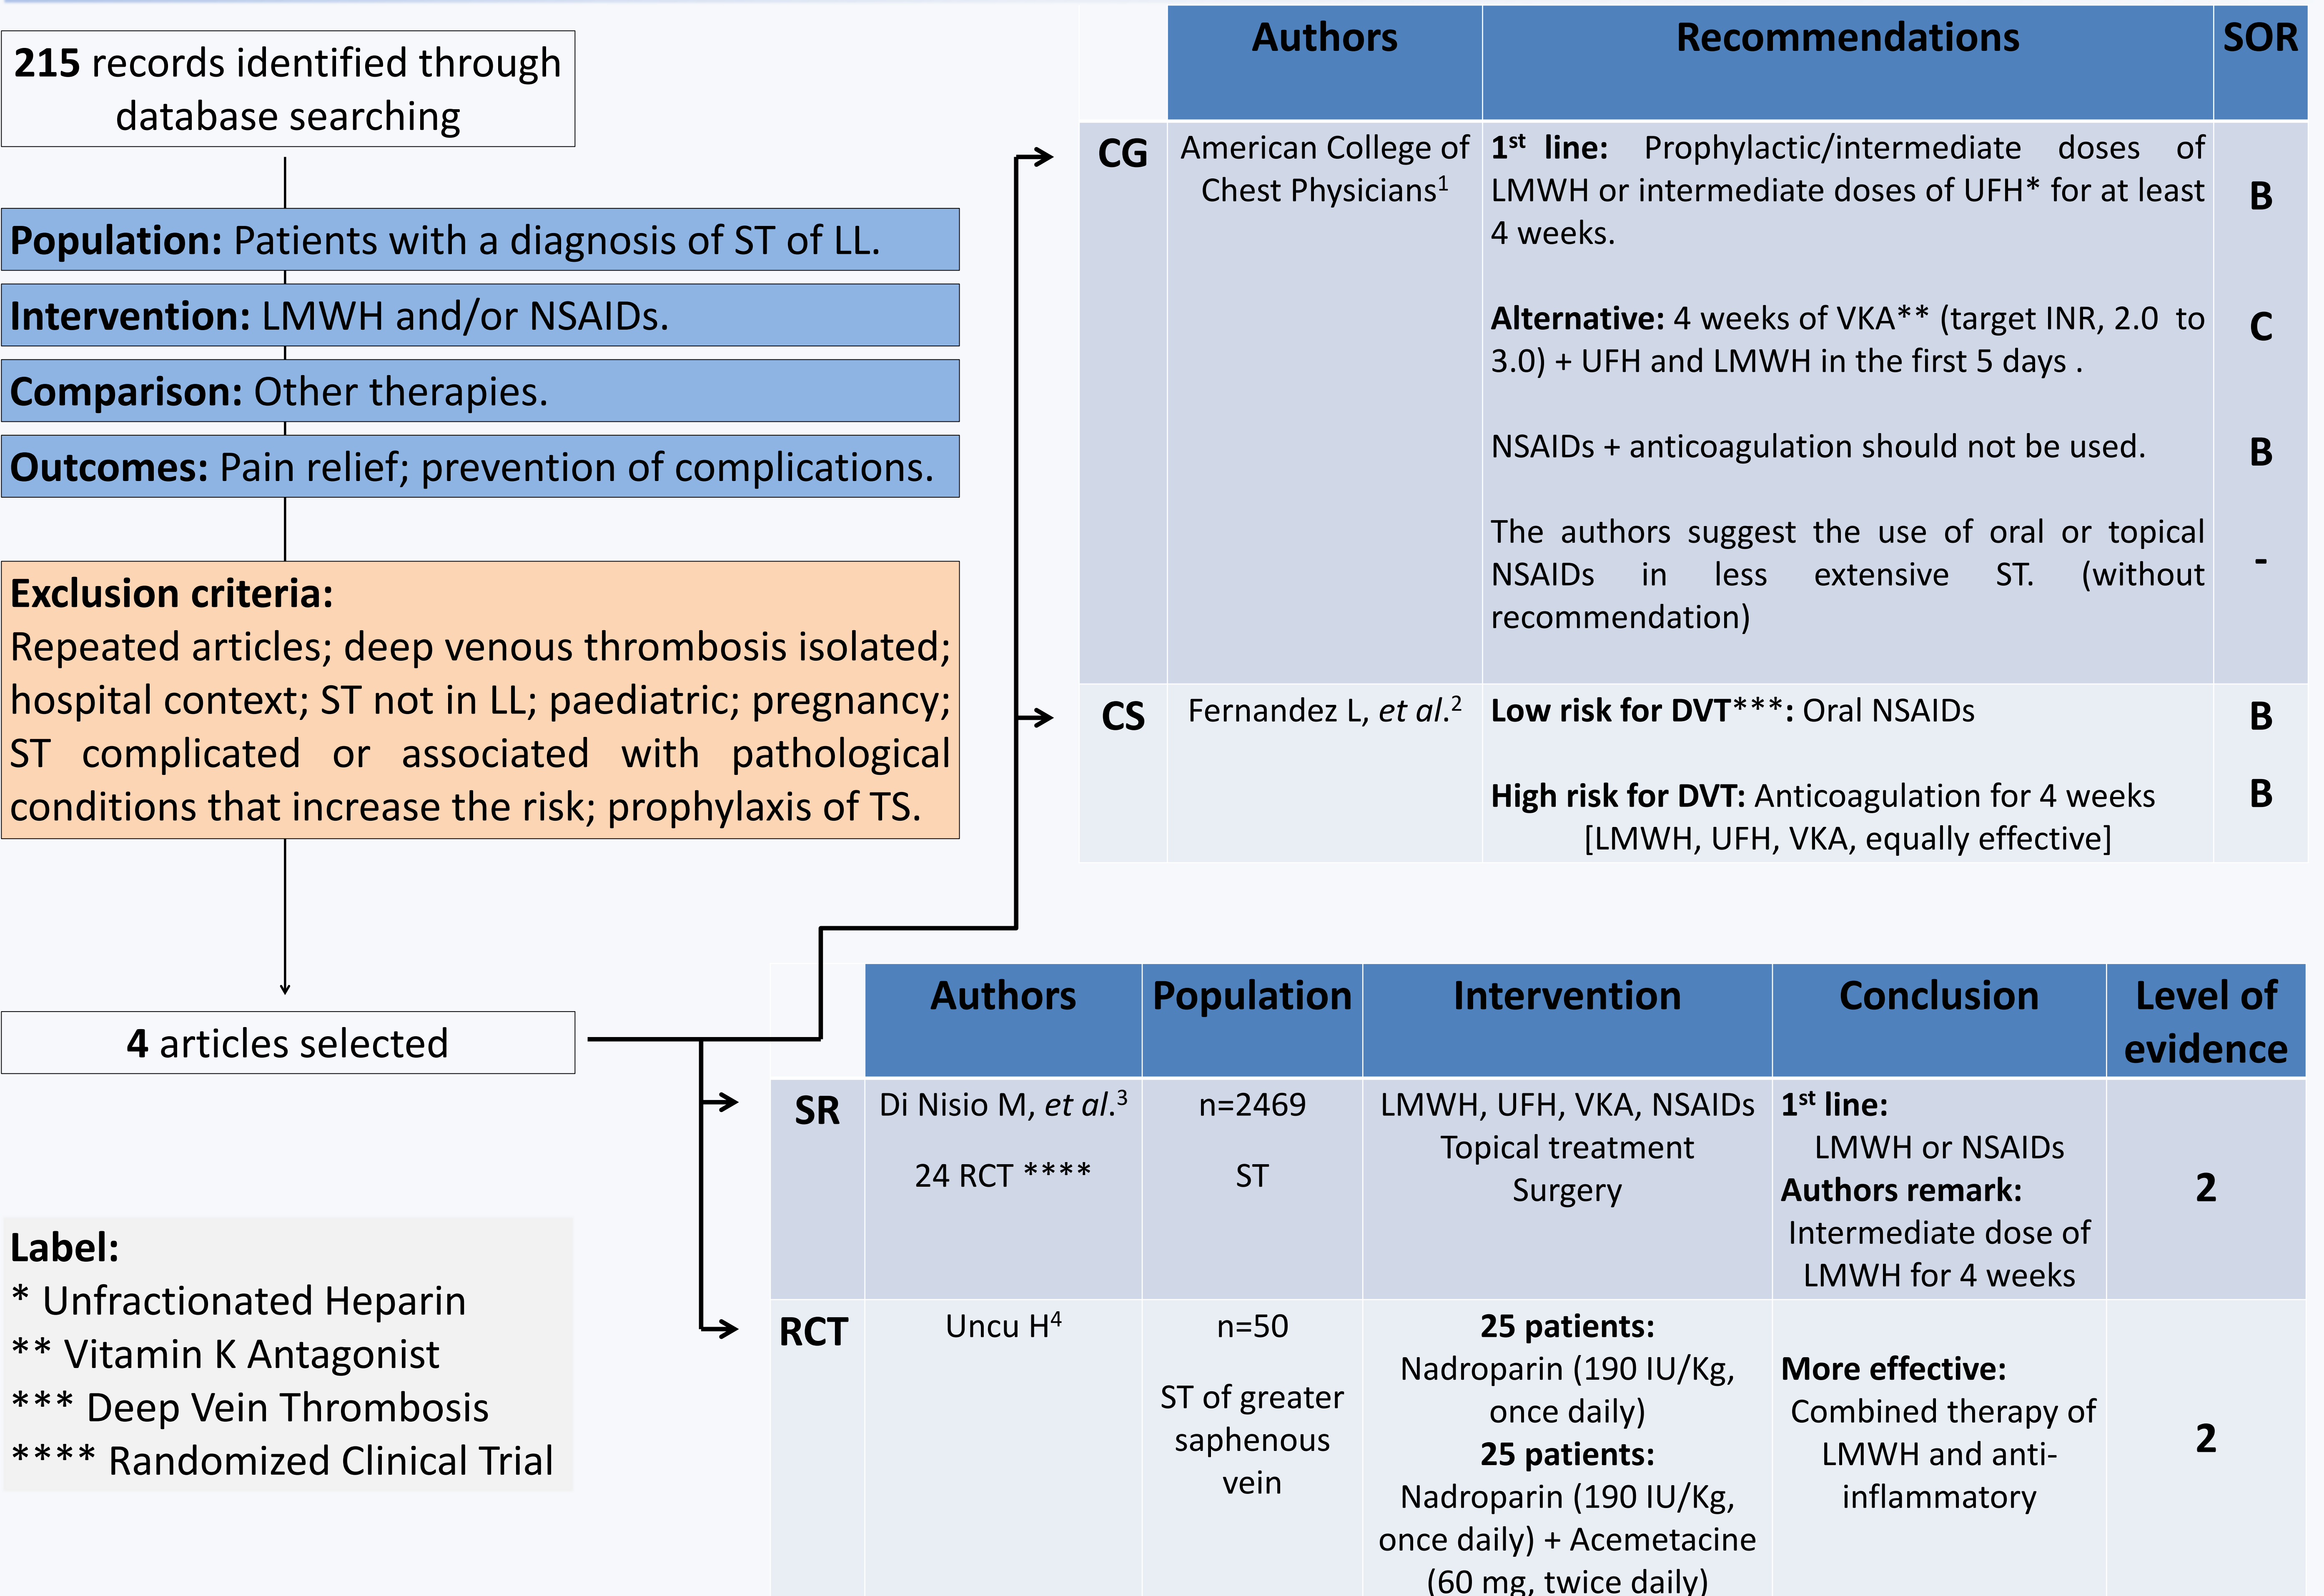 215 records identified through
database searching
Population: Patients with a diagnosis of ST of LL.
Intervention: LMWH and/or NSAIDs.
Comparison: Other therapies.
Outcomes: Pain relief; prevention of complications.
Exclusion criteria:
Repeated articles; deep venous thrombosis isolated;
hospital context; ST not in LL; paediatric; pregnancy;
ST complicated or associated with pathological
conditions that increase the risk; prophylaxis of TS.
4 articles selected
Label:
* Unfractionated Heparin
** Vitamin K Antagonist
*** Deep Vein Thrombosis
**** Randomized Clinical Trial
Authors Recommendations SOR
CG
American College of
Chest Physicians1
1st line: Prophylactic/intermediate doses of
LMWH or intermediate doses of UFH* for at least
4 weeks.
B
Alternative: 4 weeks of VKA** (target INR, 2.0 to
3.0) + UFH and LMWH in the first 5 days .
C
NSAIDs + anticoagulation should not be used.
B
The authors suggest the use of oral or topical
NSAIDs in less extensive ST. (without
recommendation)
-
CS
Fernandez L, et al.2
Low risk for DVT***: Oral NSAIDs
B
High risk for DVT: Anticoagulation for 4 weeks
[LMWH, UFH, VKA, equally effective]
B
Authors Population Intervention Conclusion Level of
evidence
SR
Di Nisio M, et al.3
24 RCT ****
n=2469
ST
LMWH, UFH, VKA, NSAIDs
Topical treatment
Surgery
1st line:
LMWH or NSAIDs
Authors remark:
Intermediate dose of
LMWH for 4 weeks
2
RCT
Uncu H4
n=50
ST of greater
saphenous
vein
25 patients:
Nadroparin (190 IU/Kg,
once daily)
25 patients:
Nadroparin (190 IU/Kg,
once daily) + Acemetacine
(60 mg, twice daily)
More effective:
Combined therapy of
LMWH and anti-
inflammatory
2